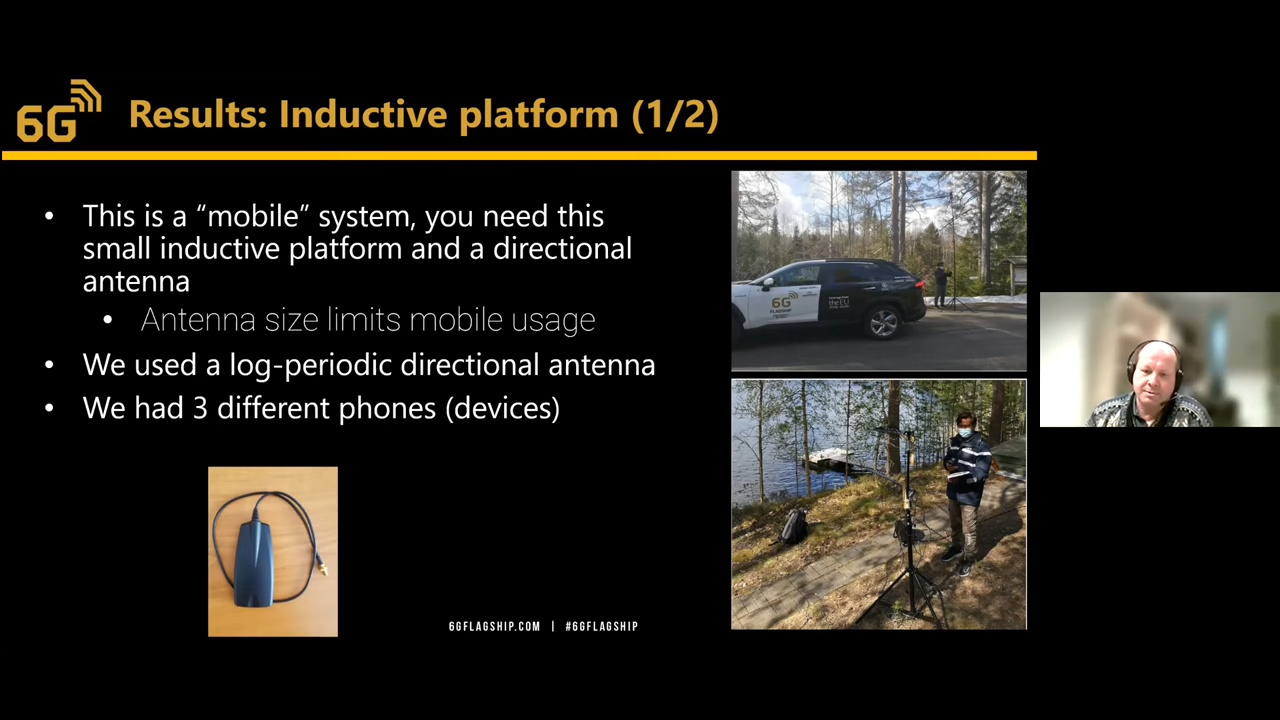 6G
Results: Inductive platform (1/2)
• This is a “mobile” system, you need this
small inductive platform and a directional
antenna
• Antenna size limits mobile usage
• We used a log-periodic directional antenna
• We had 3 different phones (devices)
6G
FLAGSHIP
6GFLAGSHIP.COM | #6GFLAGSHIP